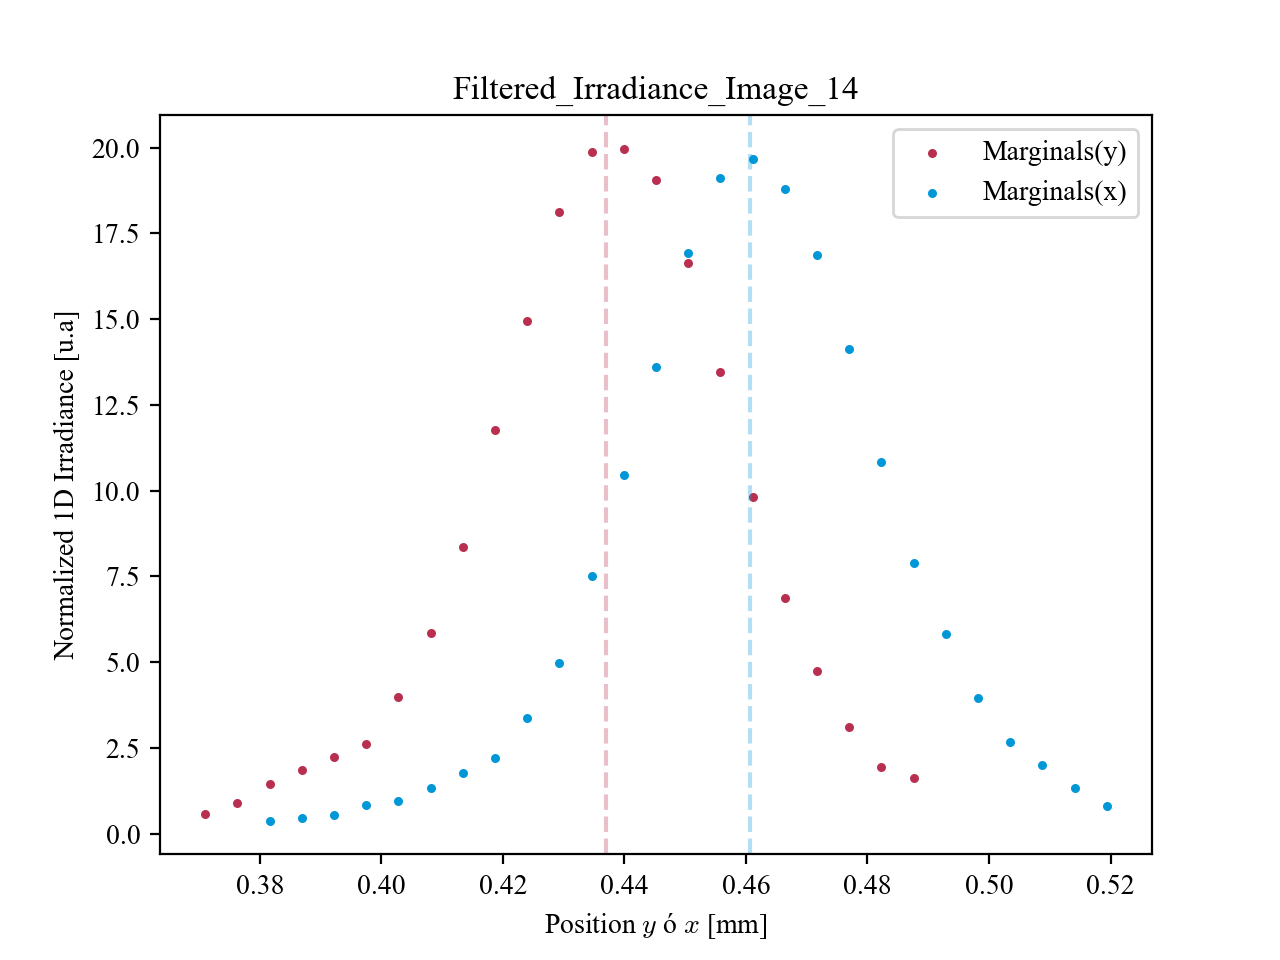 Filtered_Irradiance_Image_14
Marginals(y)
Marginals(x)
20.0
17.5
15.0
12.5
10.0
7.5
5.0
2.5
0.0
Normalized 1D Irradiance [u.a]
0.38 0.40 0.42 0.44 0.46 0.48 0.50 0.52
Position y ó x [mm]